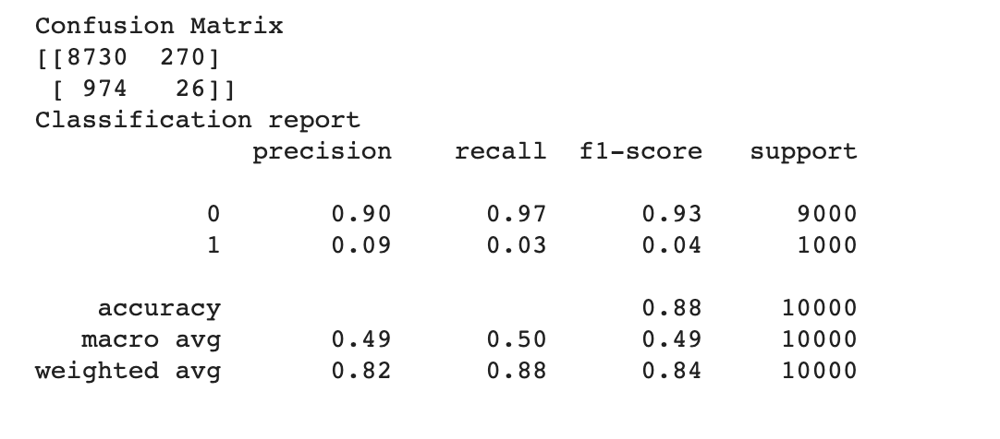 Confusion Matrix
[[8730  270]
 [ 974   26]]
Classification report
              precision    recall  f1-score   support

           0       0.90      0.97      0.93      9000
           1       0.09      0.03      0.04      1000

    accuracy                           0.88     10000
   macro avg       0.49      0.50      0.49     10000
weighted avg       0.82      0.88      0.84     10000